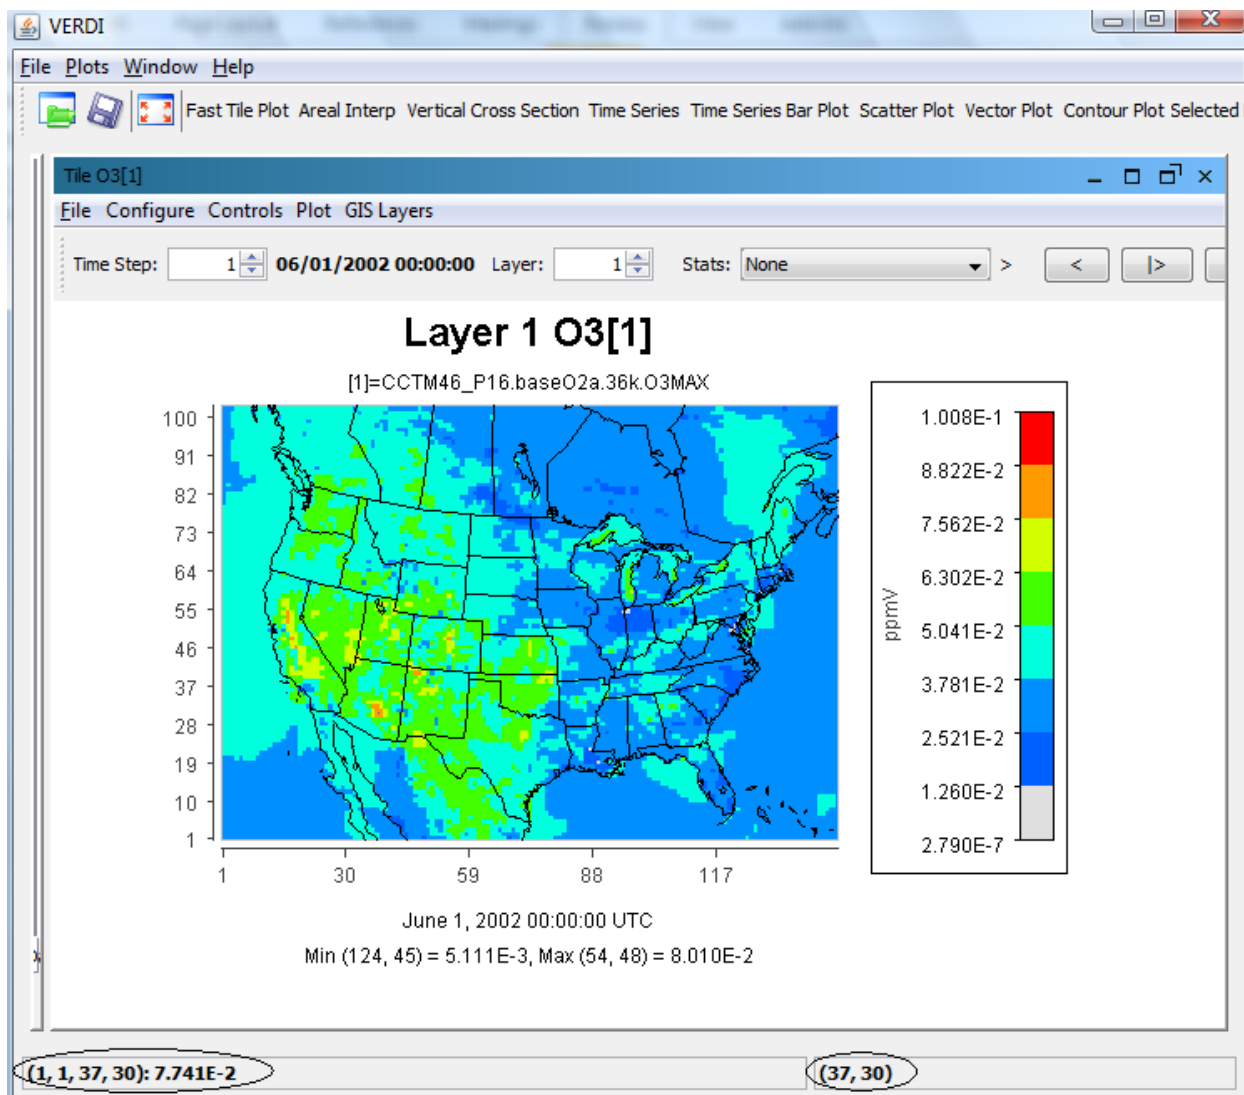 VERDI
File Plots Window Help
Fast Tile Plot Areal Interp Vertical Cross Section Time Series Time Series Bar Plot Scatter Plot Vector Plot Contour Plot Selected
Tile O3[1]
File Configure Controls Plot GIS Layers
Time Step: 1 06/01/2002 00:00:00 Layer: 1 Stats: None > < |>
Layer 1 O3[1]
[1]=CCTM46_P16.baseO2a.36k.O3MAX
100
91
82
73
64
55
46
37
28
19
10
1
1 30 59 88 117
ppmV
1.008E-1
8.822E-2
7.562E-2
6.302E-2
5.041E-2
3.781E-2
2.521E-2
1.260E-2
2.790E-7
June 1, 2002 00:00:00 UTC
Min (124, 45) = 5.111E-3, Max (54, 48) = 8.010E-2
(1, 1, 37, 30): 7.741E-2
(37, 30)